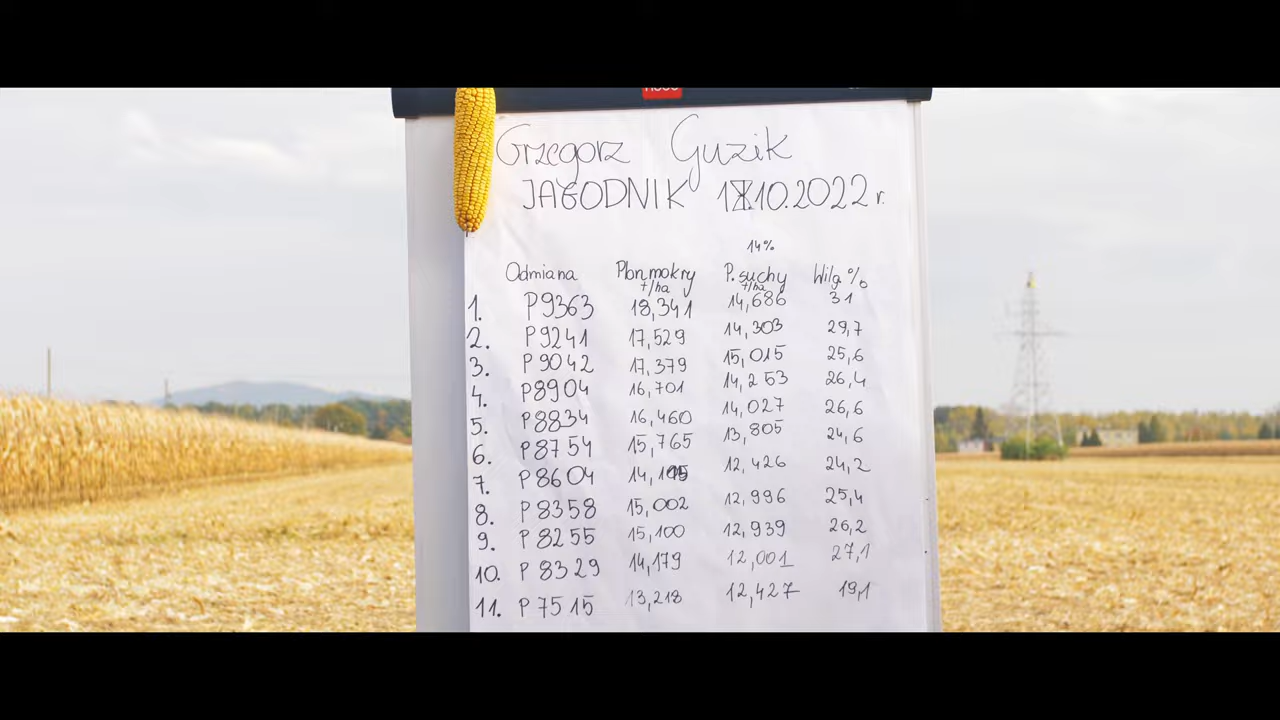 Grzegorz Guzik
JAGODNIK .10.2022 r.
14%
Odmiana Plon mokry t/ha P. suchy t/ha Wilg %
1. P9363 18,341 14,686 31
2. P9241 17,529 14,303 29,7
3. P9042 17,379 15,015 25,6
4. P8904 16,701 14,253 26,4
5. P8834 16,460 14,027 26,6
6. P8754 15,765 13,805 24,6
7. P8604 12,426 24,2
8. P8358 15,002 12,996 25,4
9. P8255 15,100 12,939 26,2
10. P8329 14,179 12,001 27,1
11. P7515 13,218 12,427 19,1